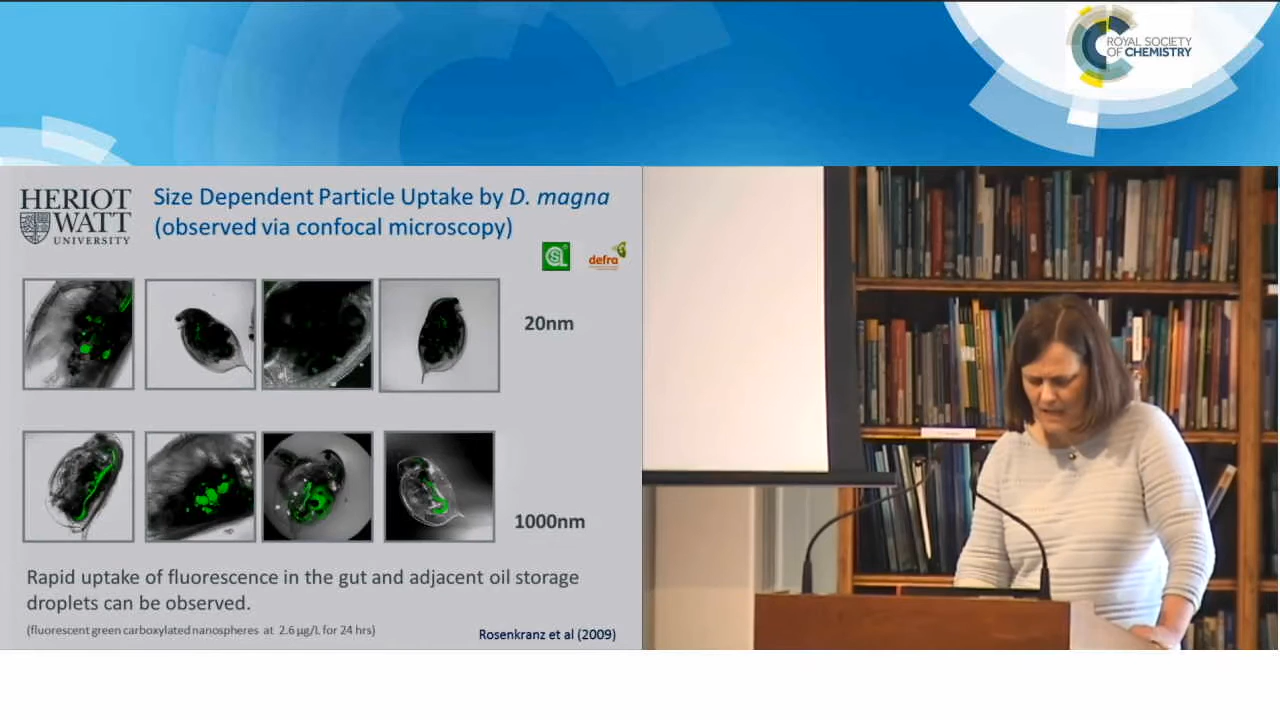 ROYAL SOCIETY
OF CHEMISTRY
HERIOT
WATT
UNIVERSITY
Size Dependent Particle Uptake by D. magna
(observed via confocal microscopy)
defra
20nm
1000nm
Rapid uptake of fluorescence in the gut and adjacent oil storage
droplets can be observed.
(fluorescent green carboxylated nanospheres at 2.6 µg/L for 24 hrs)
Rosenkranz et al (2009)